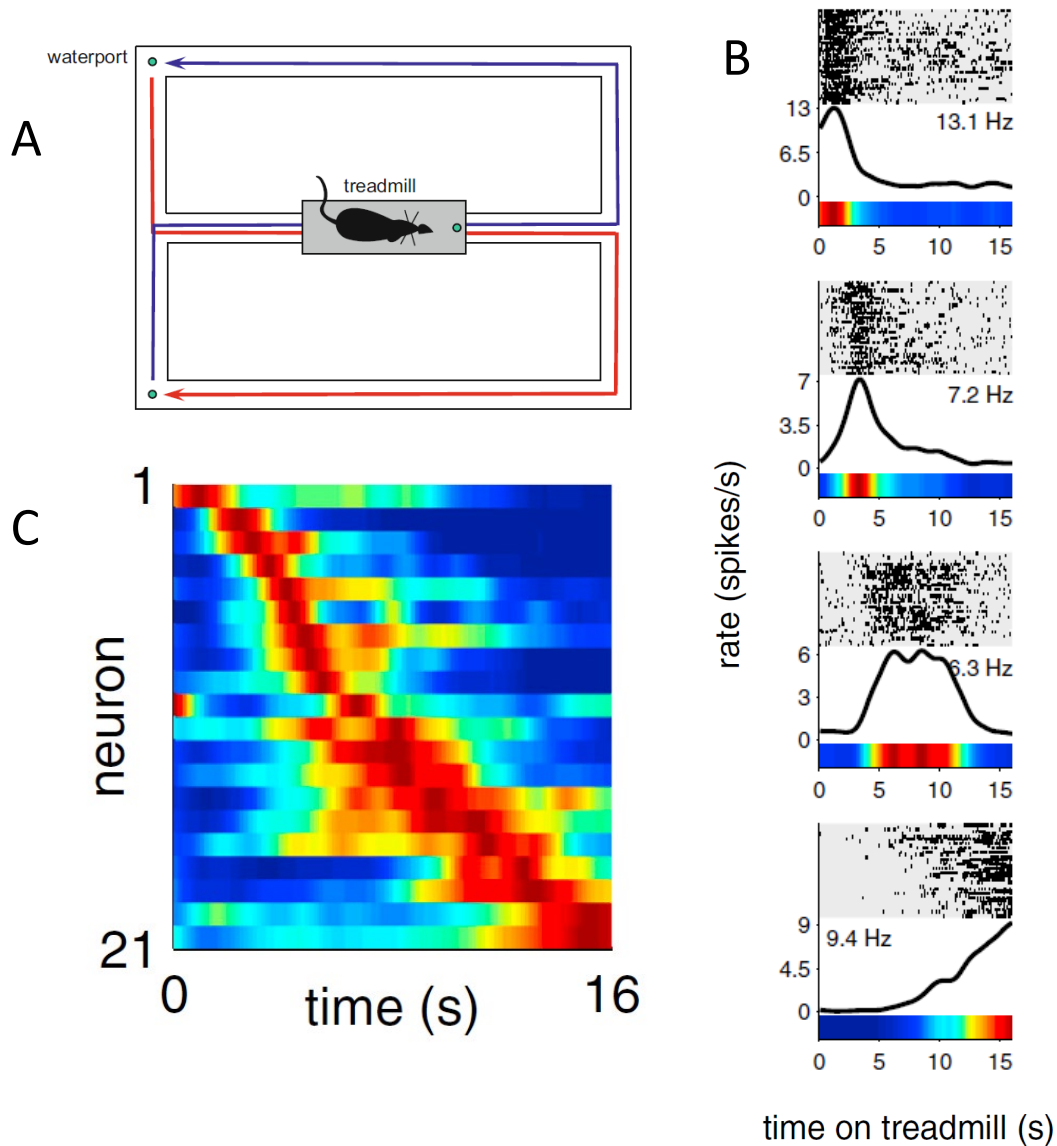 A
waterport
treadmill
B
13
6.5
0
13.1 Hz
0 5 10 15
7
3.5
0
7.2 Hz
0 5 10 15
rate (spikes/s)
6
3
0
6.3 Hz
0 5 10 15
9
4.5
0
9.4 Hz
0 5 10 15
time on treadmill (s)
C
1
neuron
21
0 16
time (s)